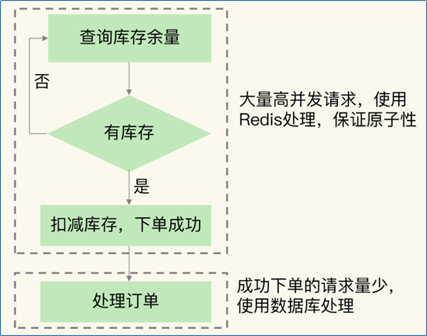 查询库存余量
否
大量高并发请求，使用
Redis处理，保证原子性
有库存
是
扣减库存，下单成功
成功下单的请求量少，
使用数据库处理
处理订单